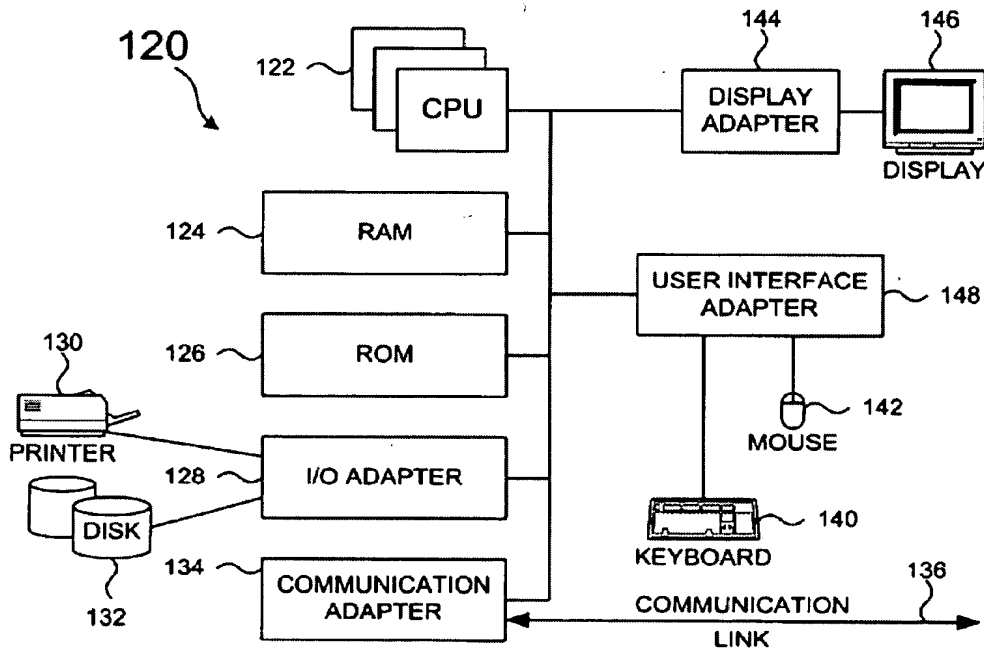 120
122
CPU
144
DISPLAY
ADAPTER
146
DISPLAY
124
RAM
USER INTERFACE
ADAPTER
148
126
ROM
130
PRINTER
142
MOUSE
128
I/O ADAPTER
DISK
132
140
KEYBOARD
134
COMMUNICATION
ADAPTER
136
COMMUNICATION
LINK